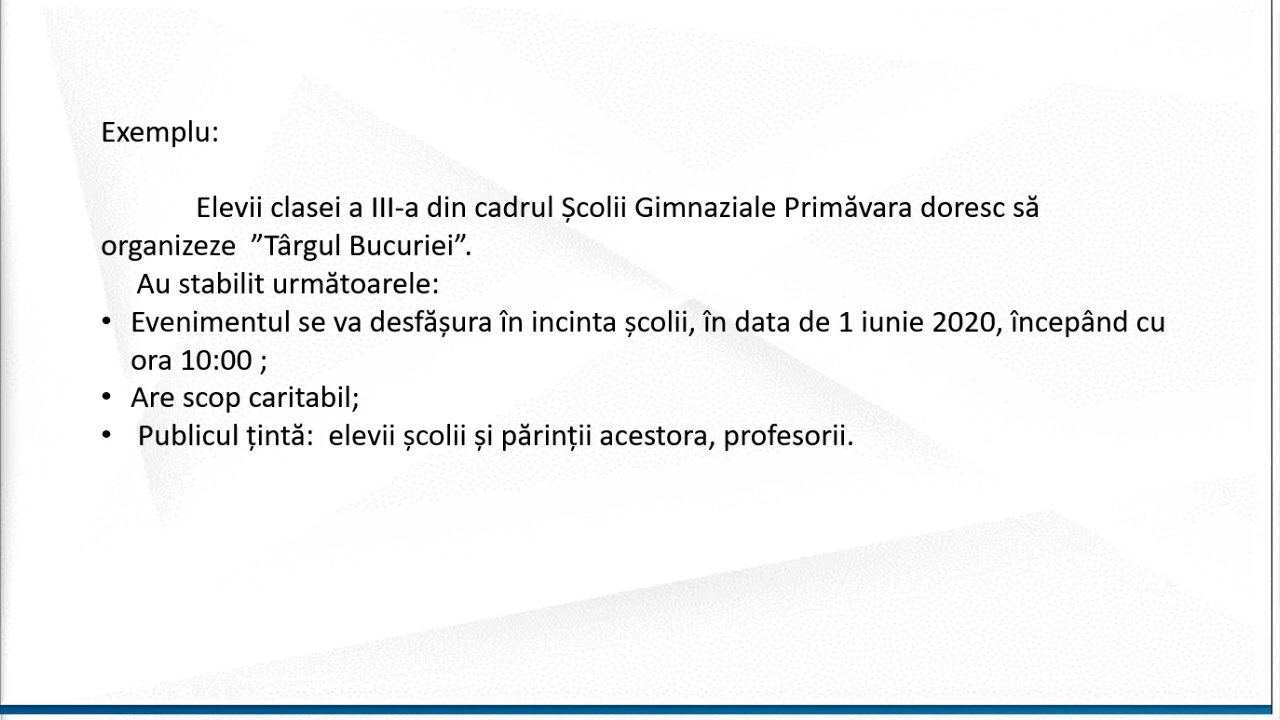 Exemplu:
Elevii clasei a III-a din cadrul Școlii Gimnaziale Primăvara doresc să
organizeze ”Târgul Bucuriei”.
Au stabilit următoarele:
• Evenimentul se va desfășura în incinta școlii, în data de 1 iunie 2020, începând cu
ora 10:00 ;
• Are scop caritabil;
• Publicul țintă: elevii școlii și părinții acestora, profesorii.